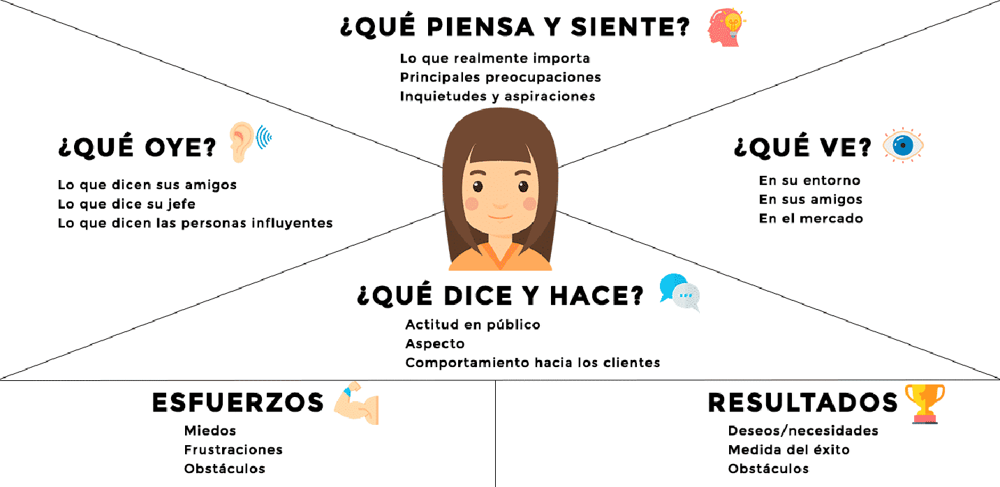 ¿QUÉ PIENSA Y SIENTE?
Lo que realmente importa
Principales preocupaciones
Inquietudes y aspiraciones
¿QUÉ OYE?
Lo que dicen sus amigos
Lo que dice su jefe
Lo que dicen las personas influyentes
¿QUÉ VE?
En su entorno
En sus amigos
En el mercado
¿QUÉ DICE Y HACE?
Actitud en público
Aspecto
Comportamiento hacia los clientes
ESFUERZOS
Miedos
Frustraciones
Obstáculos
RESULTADOS
Deseos/necesidades
Medida del éxito
Obstáculos